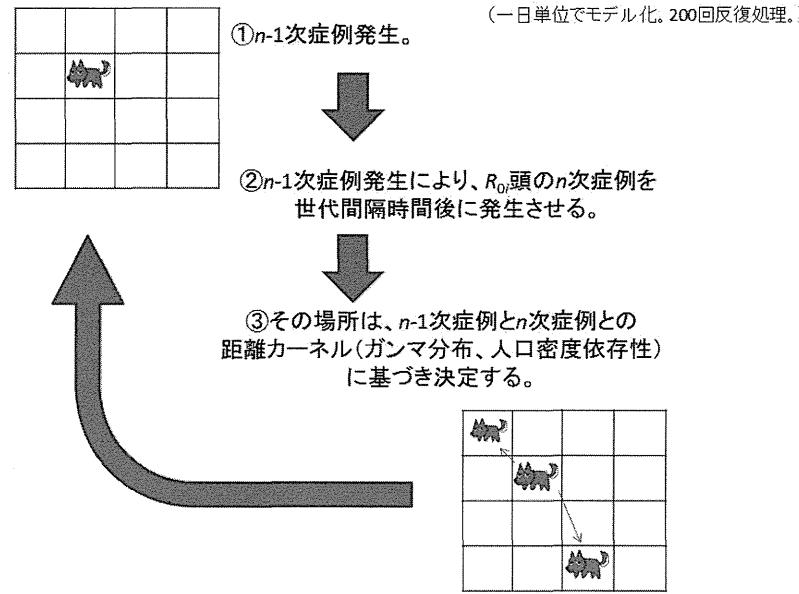 （一日単位でモデル化。200回反復処理。）
①n-1次症例発生。
②n-1次症例発生により、R0i頭のn次症例を
世代間隔時間後に発生させる。
③その場所は、n-1次症例とn次症例との
距離カーネル（ガンマ分布、人口密度依存性）
に基づき決定する。